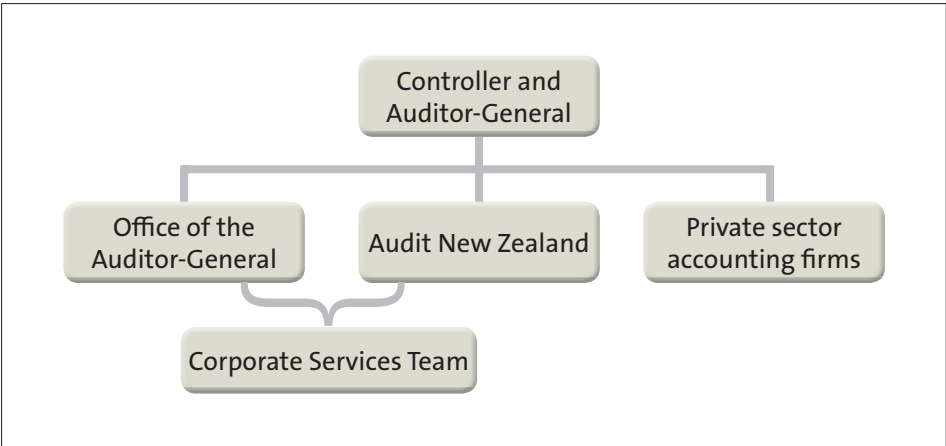 Controller and
Auditor-General
Office of the
Auditor-General
Audit New Zealand
Private sector
accounting firms
Corporate Services Team